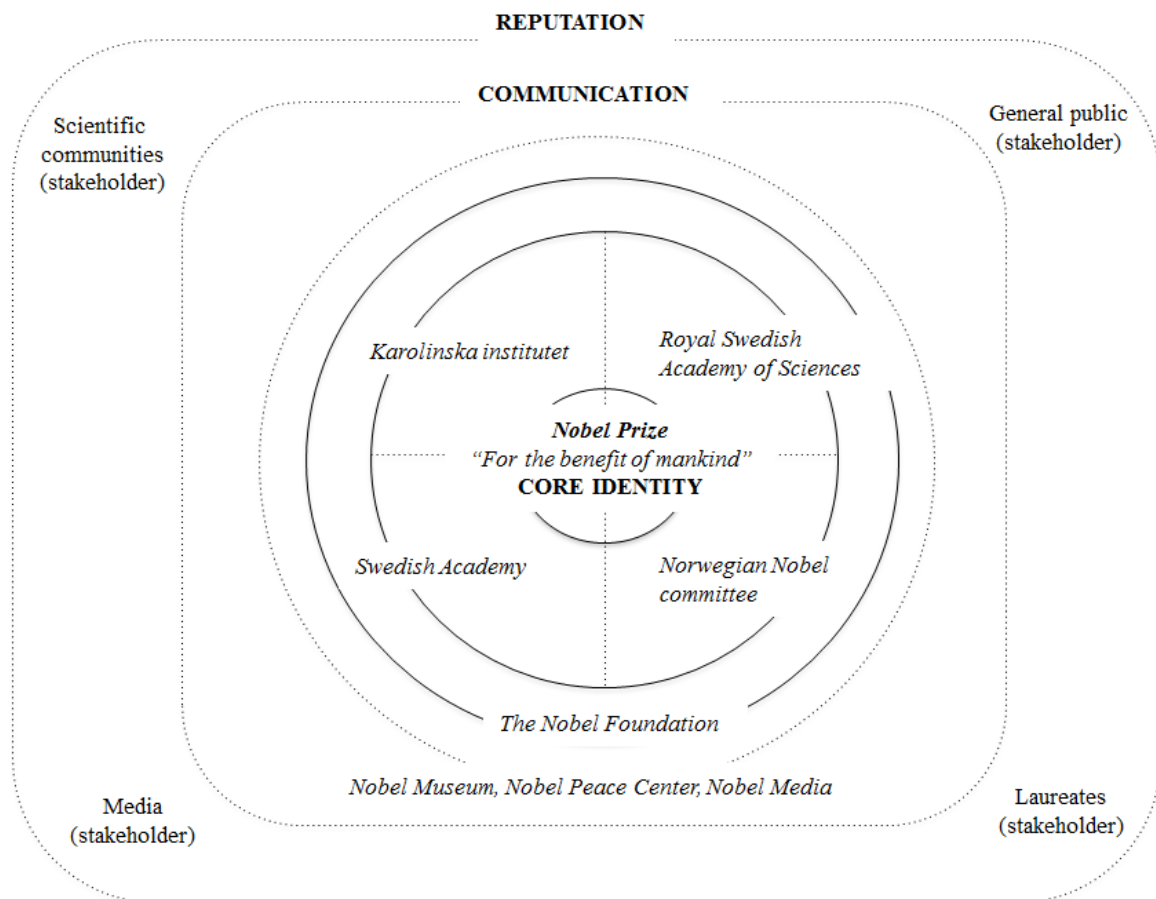 REPUTATION
COMMUNICATION
Scientific
communities
(stakeholder)
General public
(stakeholder)
Karolinska institutet
Royal Swedish
Academy of Sciences
Nobel Prize
“For the benefit of mankind”
CORE IDENTITY
Swedish Academy
Norwegian Nobel
committee
The Nobel Foundation
Nobel Museum, Nobel Peace Center, Nobel Media
Media
(stakeholder)
Laureates
(stakeholder)